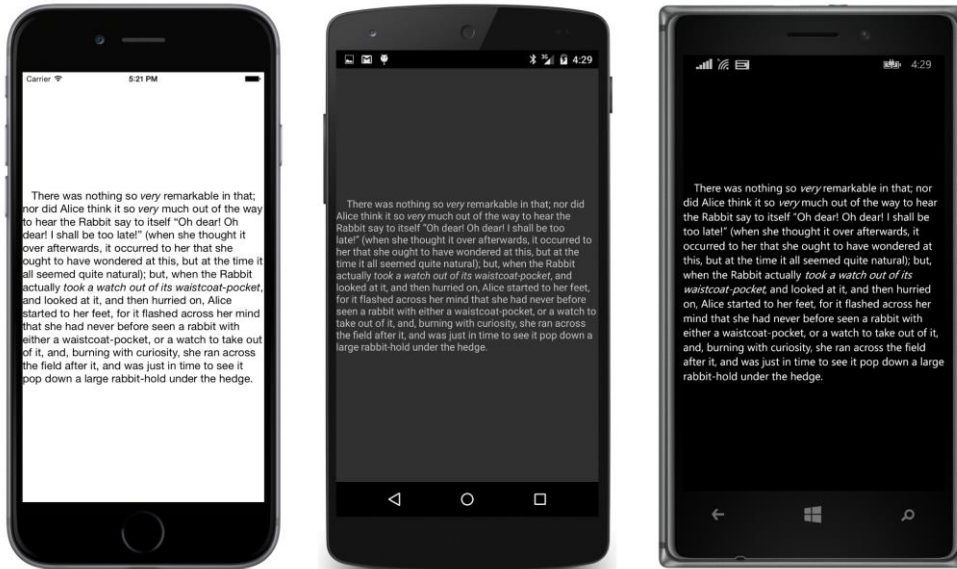 Carrier
5:21 PM
There was nothing so very remarkable in that;
nor did Alice think it so very much out of the way
to hear the Rabbit say to itself “Oh dear! Oh
dear! I shall be too late!” (when she thought it
over afterwards, it occurred to her that she
ought to have wondered at this, but at the time it
all seemed quite natural); but, when the Rabbit
actually took a watch out of its waistcoat-pocket,
and looked at it, and then hurried on, Alice
started to her feet, for it flashed across her mind
that she had never before seen a rabbit with
either a waistcoat-pocket, or a watch to take out
of it, and, burning with curiosity, she ran across
the field after it, and was just in time to see it
pop down a large rabbit-hold under the hedge.
3G
4:29
There was nothing so very remarkable in that; nor did
Alice think it so very much out of the way to hear the
Rabbit say to itself “Oh dear! Oh dear! I shall be too
late!” (when she thought it over afterwards, it occurred to
her that she ought to have wondered at this, but at the
time it all seemed quite natural); but, when the Rabbit
actually took a watch out of its waistcoat-pocket, and
looked at it, and then hurried on, Alice started to her feet,
for it flashed across her mind that she had never before
seen a rabbit with either a waistcoat-pocket, or a watch to
take out of it, and, burning with curiosity, she ran across
the field after it, and was just in time to see it pop down a
large rabbit-hold under the hedge.
4:29
There was nothing so very remarkable in that; nor
did Alice think it so very much out of the way to hear
the Rabbit say to itself “Oh dear! Oh dear! I shall be
too late!” (when she thought it over afterwards, it
occurred to her that she ought to have wondered at
this, but at the time it all seemed quite natural); but,
when the Rabbit actually took a watch out of its
waistcoat-pocket, and looked at it, and then hurried
on, Alice started to her feet, for it flashed across her
mind that she had never before seen a rabbit with
either a waistcoat-pocket, or a watch to take out of it,
and, burning with curiosity, she ran across the field
after it, and was just in time to see it pop down a large
rabbit-hold under the hedge.